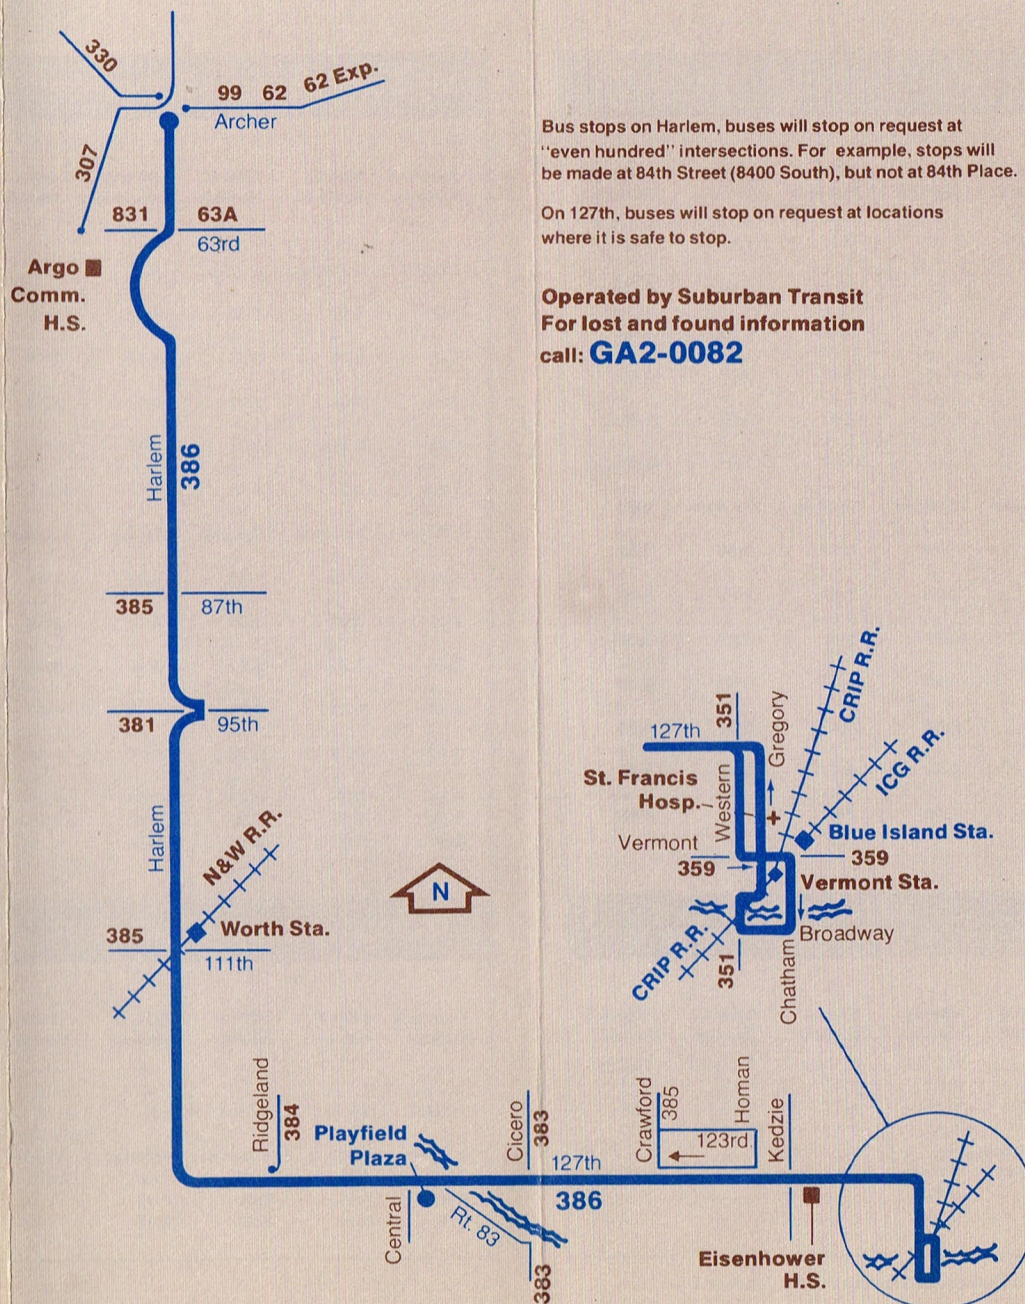 330
99 62 62 Exp.
Archer
307
831 63A
63rd
Argo
Comm.
H.S.
Bus stops on Harlem, buses will stop on request at
"even hundred" intersections. For example, stops will
be made at 84th Street (8400 South), but not at 84th Place.
On 127th, buses will stop on request at locations
where it is safe to stop.
Operated by Suburban Transit
For lost and found information
call: GA2-0082
Harlem
386
385 87th
381 95th
Harlem
N&W R.R.
Worth Sta.
385
111th
N
127th
351
Gregory
CRIP R.R.
ICG R.R.
St. Francis
Hosp.
Western
Blue Island Sta.
Vermont
359
359
Vermont Sta.
Broadway
CRIP R.R.
351
Chatham
Ridgeland
384
Playfield
Plaza
Cicero
383
127th
386
Crawford
385
Homan
123rd
Kedzie
Central
Rt. 83
383
Eisenhower
H.S.